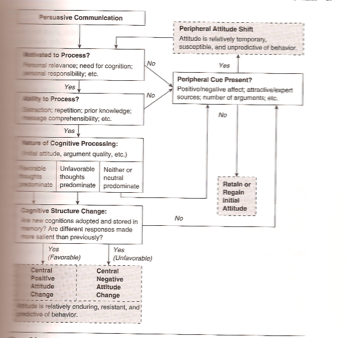 Persuasive Communication
Peripheral Attitude Shift
Attitude is relatively temporary,
susceptible, and unpredictive of behavior.
Motivated to Process?
Personal relevance; need for cognition;
personal responsibility; etc.
No
Yes
Peripheral Cue Present?
Positive/negative affect; attractive/expert
sources; number of arguments; etc.
Yes
Ability to Process?
Distraction; repetition; prior knowledge;
message comprehensibility; etc.
No
No
Yes
Nature of Cognitive Processing:
(initial attitude, argument quality, etc.)
Favorable
thoughts
predominate
Unfavorable
thoughts
predominate
Neither or
neutral
predominate
Retain or
Regain
Initial
Attitude
Cognitive Structure Change:
Are new cognitions adopted and stored in
memory? Are different responses made
more salient than previously?
No
Yes
(Favorable)
Yes
(Unfavorable)
Central
Positive
Attitude
Change
Central
Negative
Attitude
Change
Attitude is relatively enduring, resistant, and
predictive of behavior.